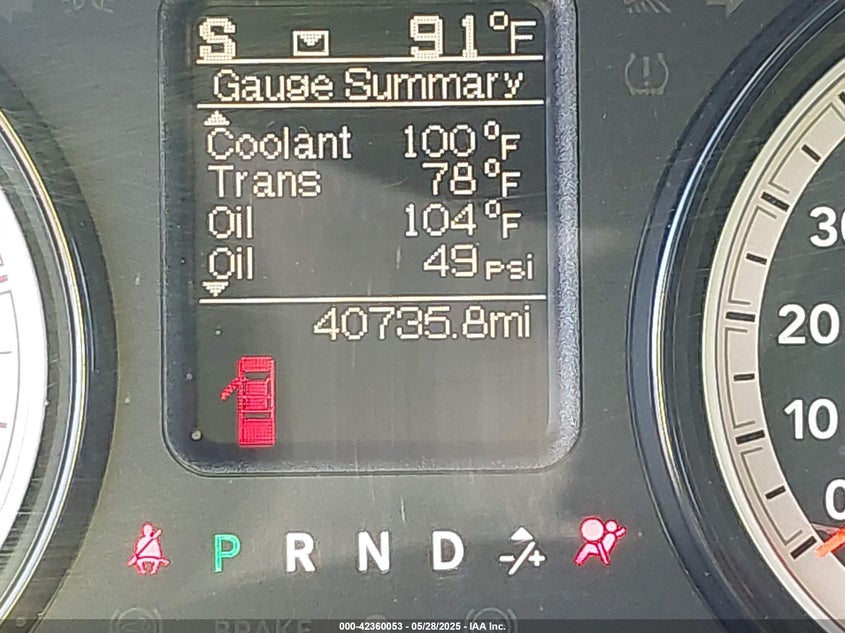 S 91°F
Gauge Summary
Coolant 100°F
Trans 78°F
Oil 104°F
Oil 49 psi
40735.8mi
20
10
0
P R N D -/+
BRAKE
000-42360053 - 05/28/2025 - IAA Inc.